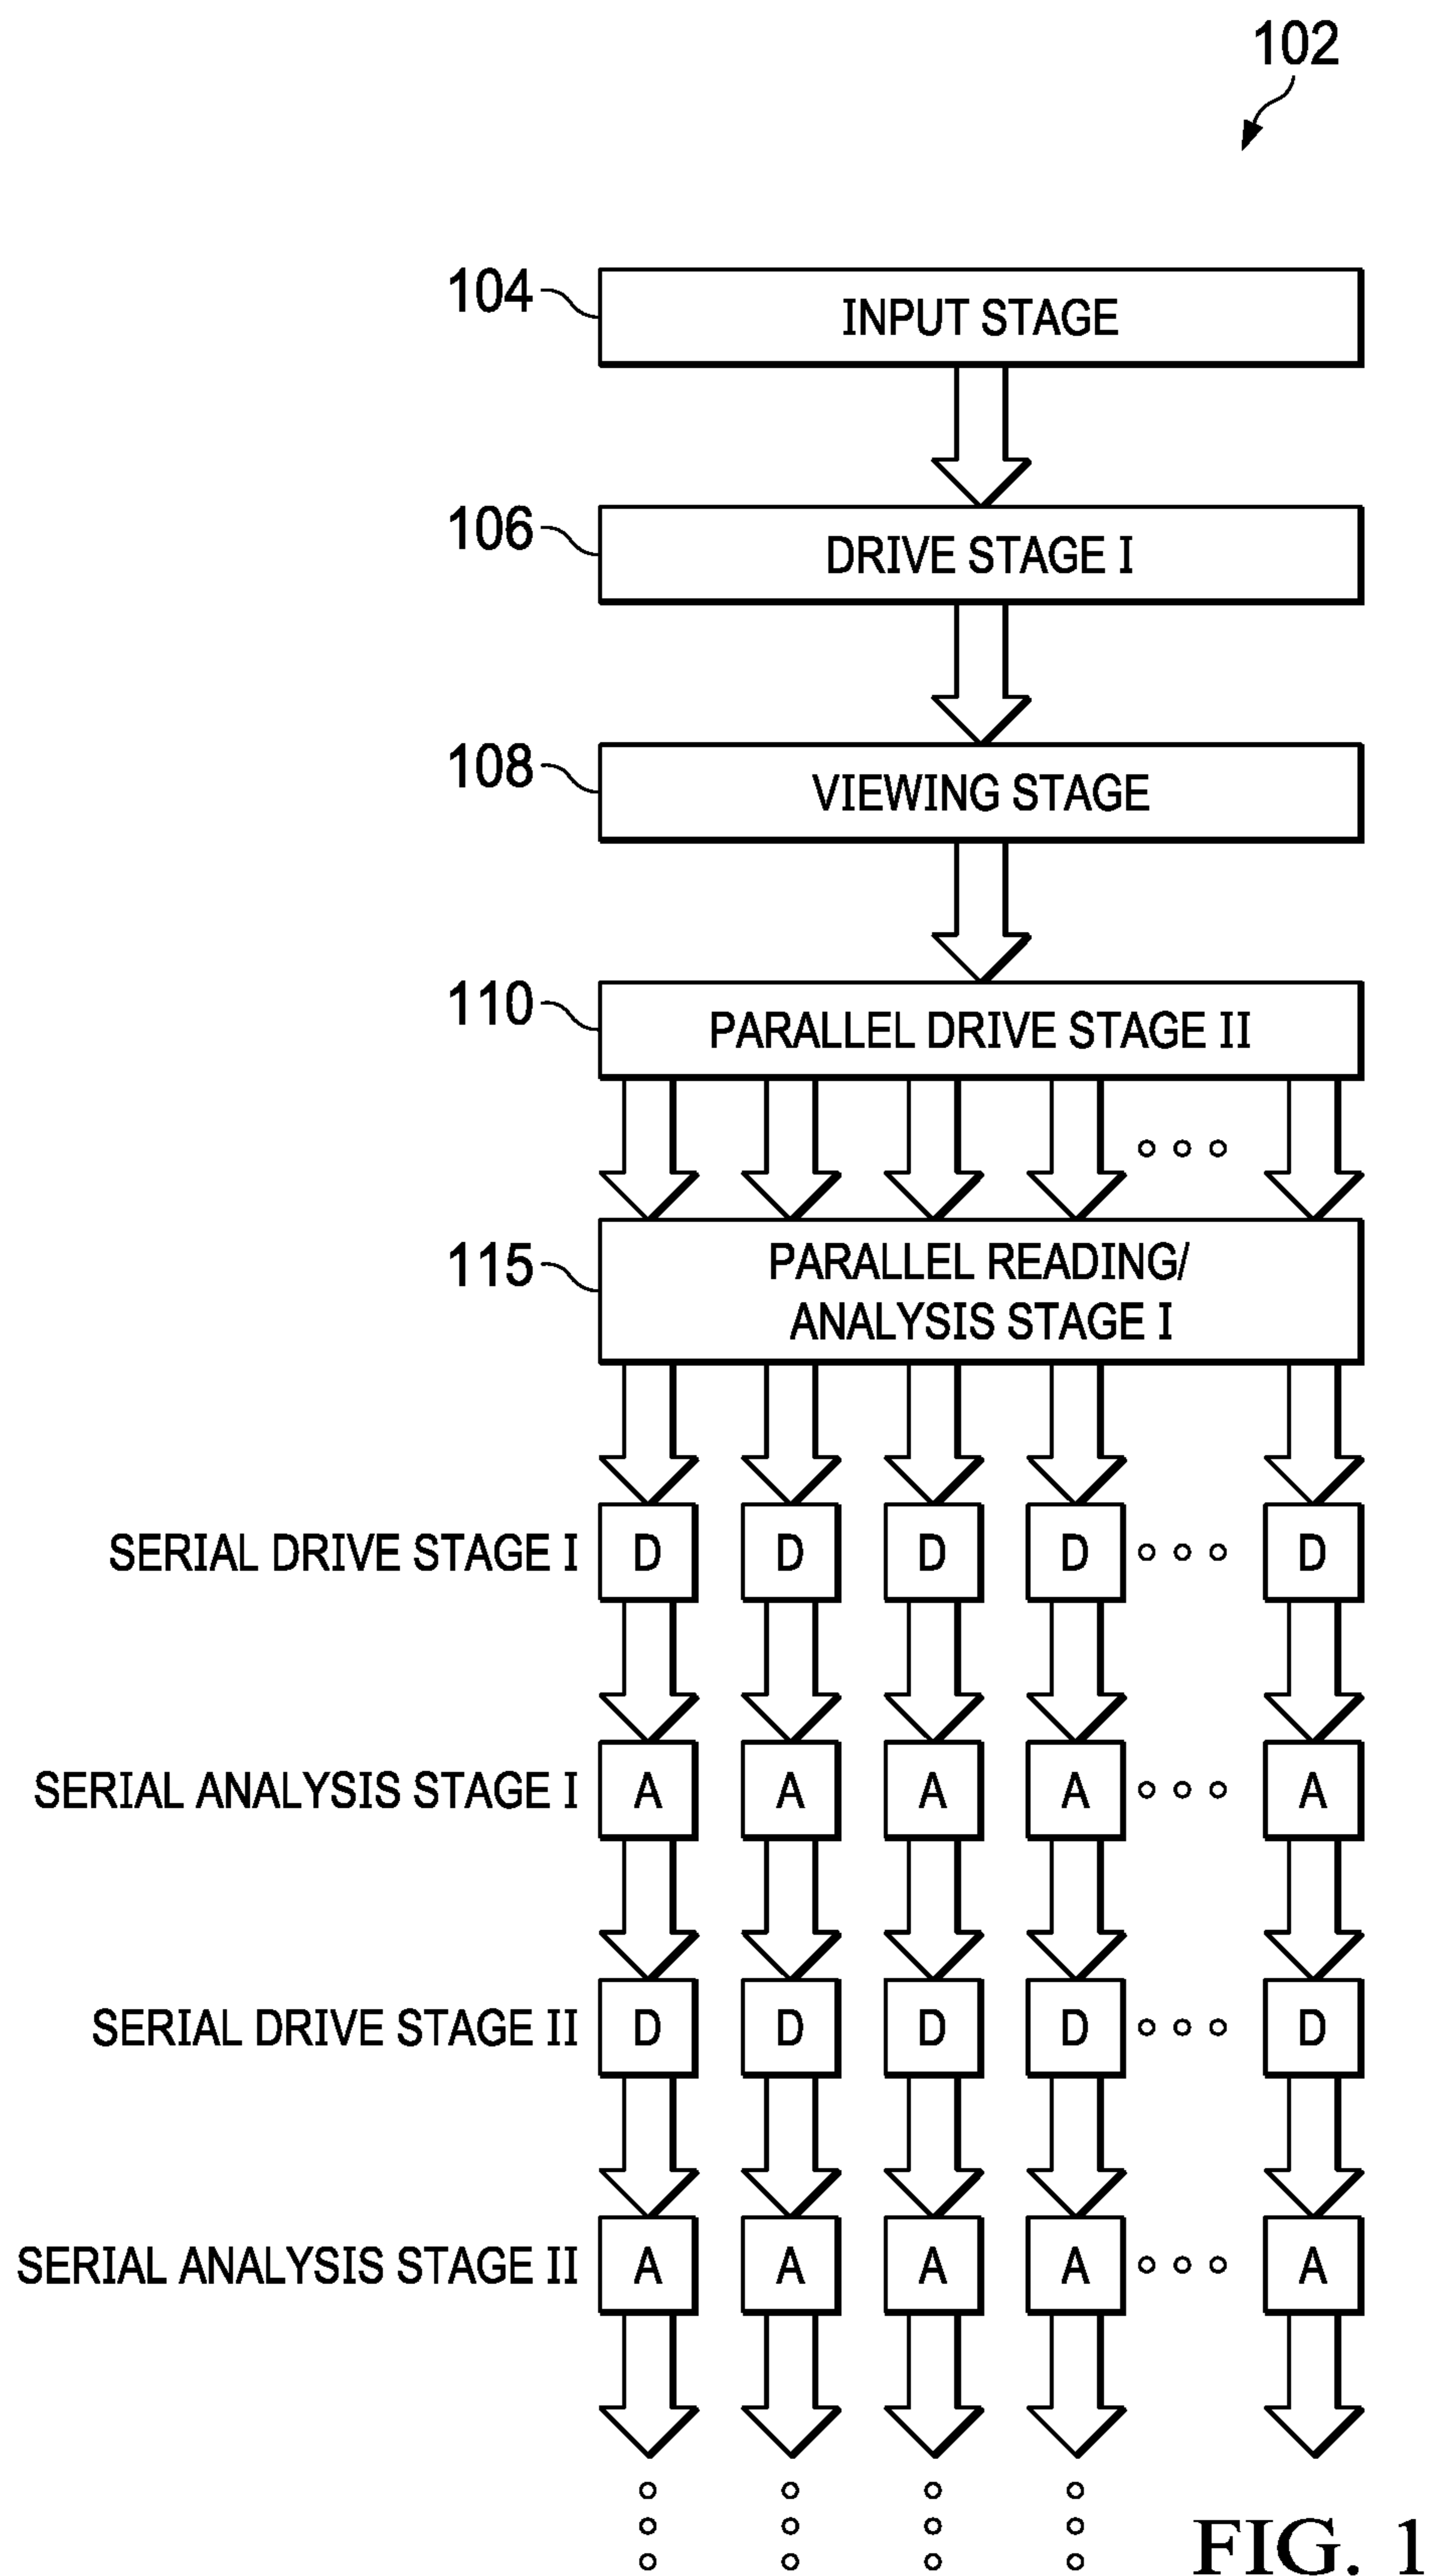 102
104
INPUT STAGE
106
DRIVE STAGE I
108
VIEWING STAGE
110
PARALLEL DRIVE STAGE II
115
PARALLEL READING/
ANALYSIS STAGE I
SERIAL DRIVE STAGE I D D D D D
SERIAL ANALYSIS STAGE I A A A A A
SERIAL DRIVE STAGE II D D D D D
SERIAL ANALYSIS STAGE II A A A A A
FIG. 1